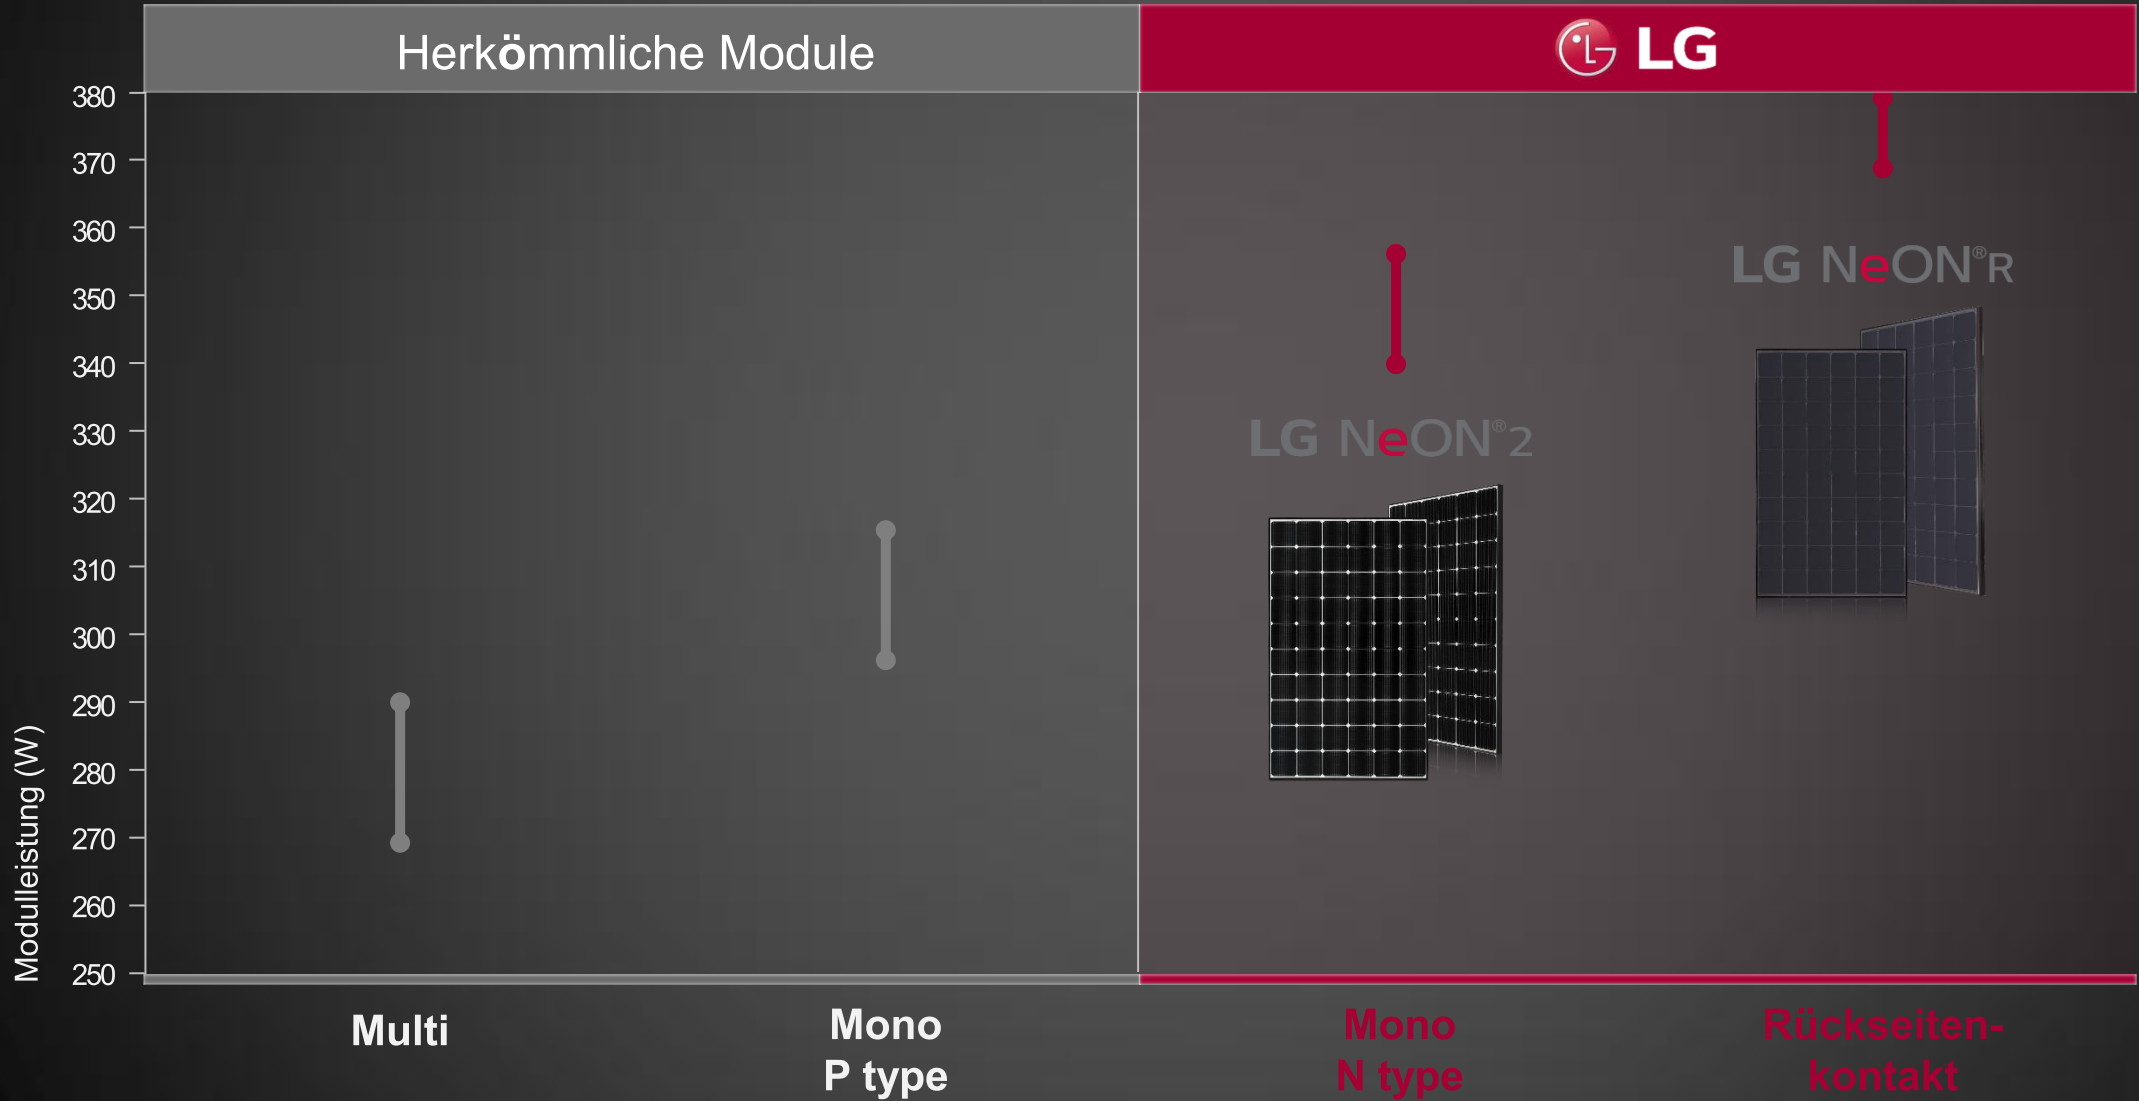 Herkömmliche Module
LG
380
370
360
350
340
330
320
310
300
290
280
270
260
250
Modulleistung (W)
LG NeON®R
LG NeON®2
Multi
Mono
P type
Mono
N type
Rückseiten-
kontakt